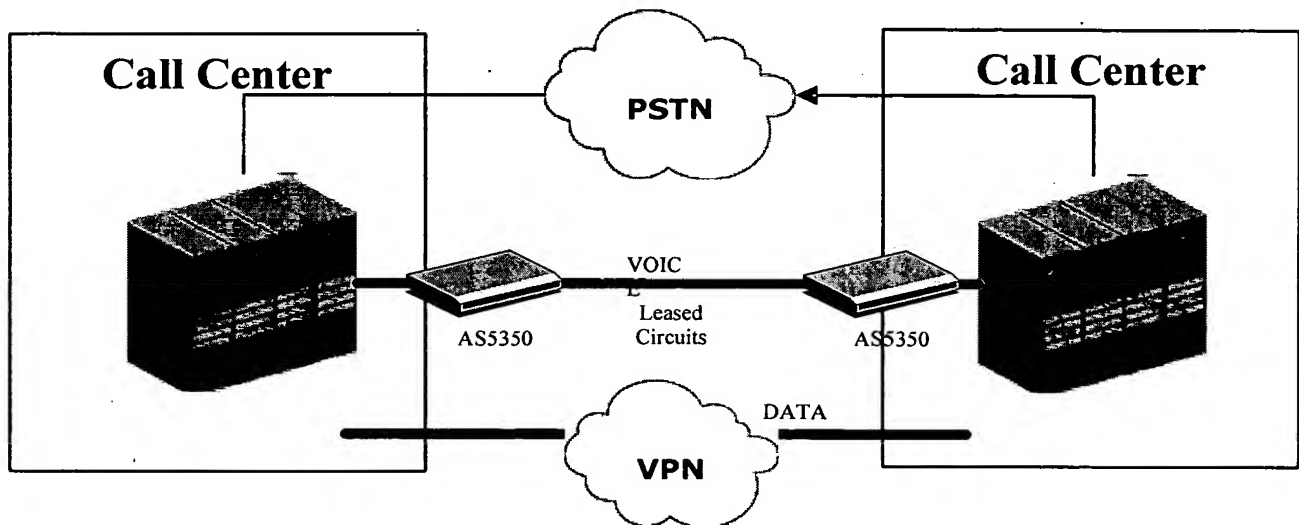 Call Center
Call Center
PSTN
VOIC
E
Leased
Circuits
AS5350
AS5350
DATA
VPN